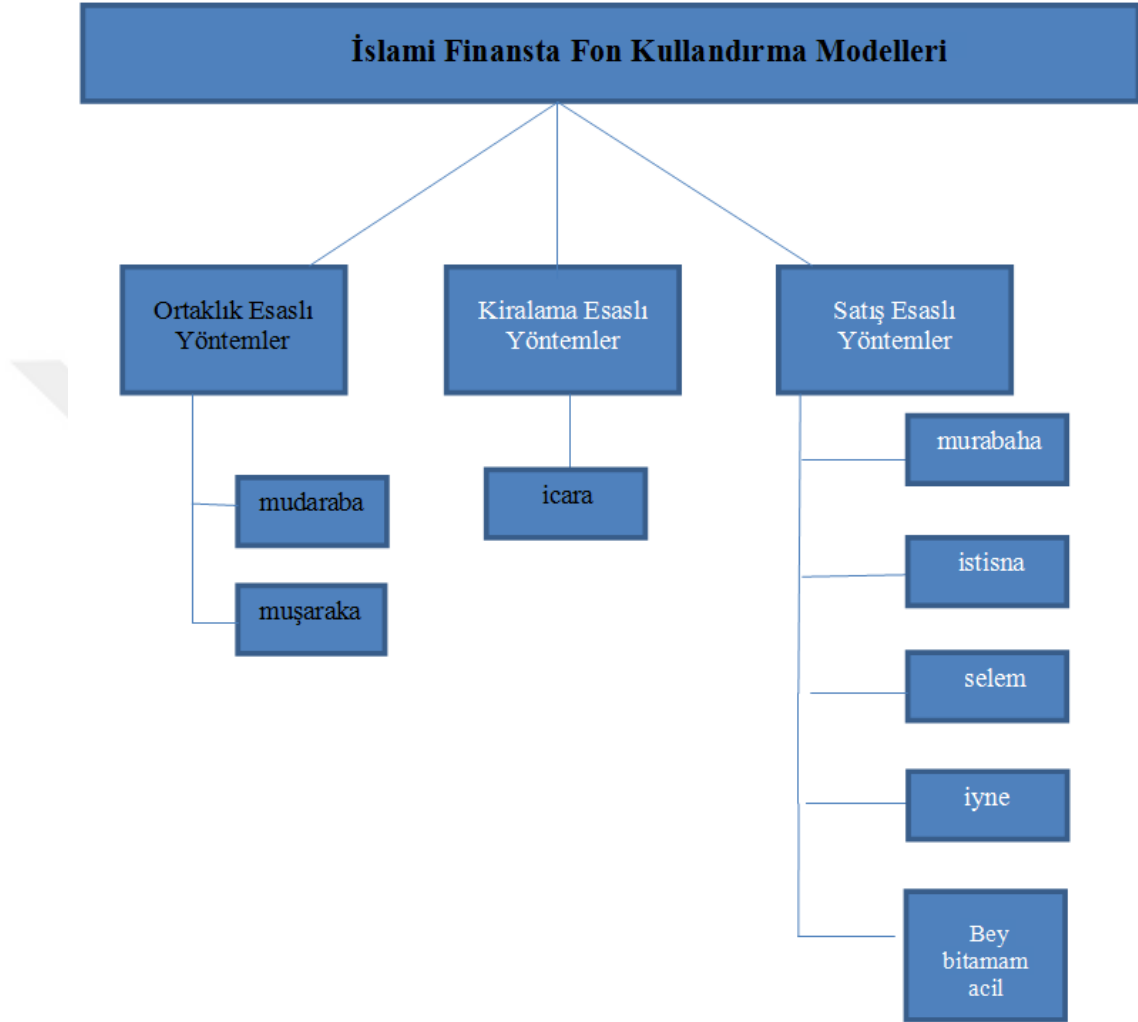 İslami Finansta Fon Kullandırma Modelleri
Ortaklık Esaslı
Yöntemler
mudaraba
muşaraka
Kiralama Esaslı
Yöntemler
icara
Satış Esaslı
Yöntemler
murabaha
istisna
selem
iyne
Bey
bitamam
acil